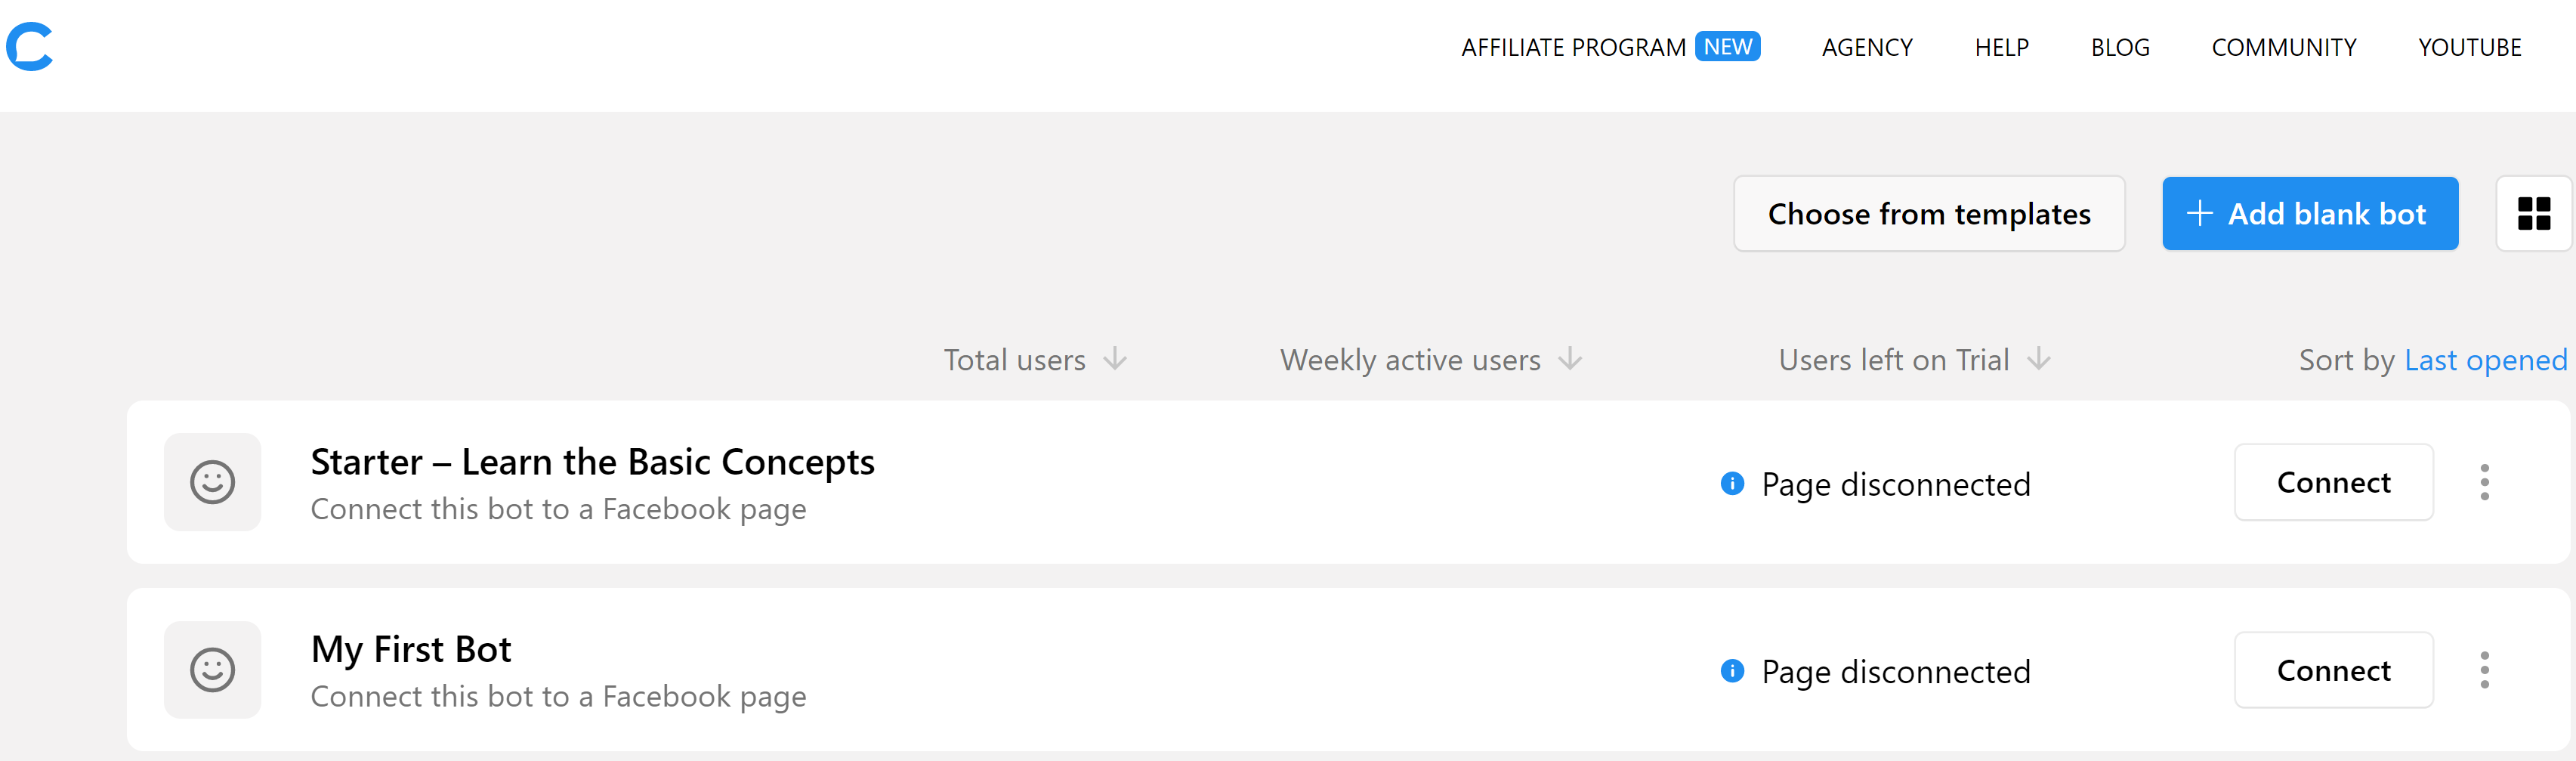 AFFILIATE PROGRAM NEW AGENCY HELP BLOG COMMUNITY YOUTUBE
Choose from templates + Add blank bot
Total users ↓ Weekly active users ↓ Users left on Trial ↓ Sort by Last opened
Starter – Learn the Basic Concepts
Connect this bot to a Facebook page
Page disconnected
Connect
My First Bot
Connect this bot to a Facebook page
Page disconnected
Connect